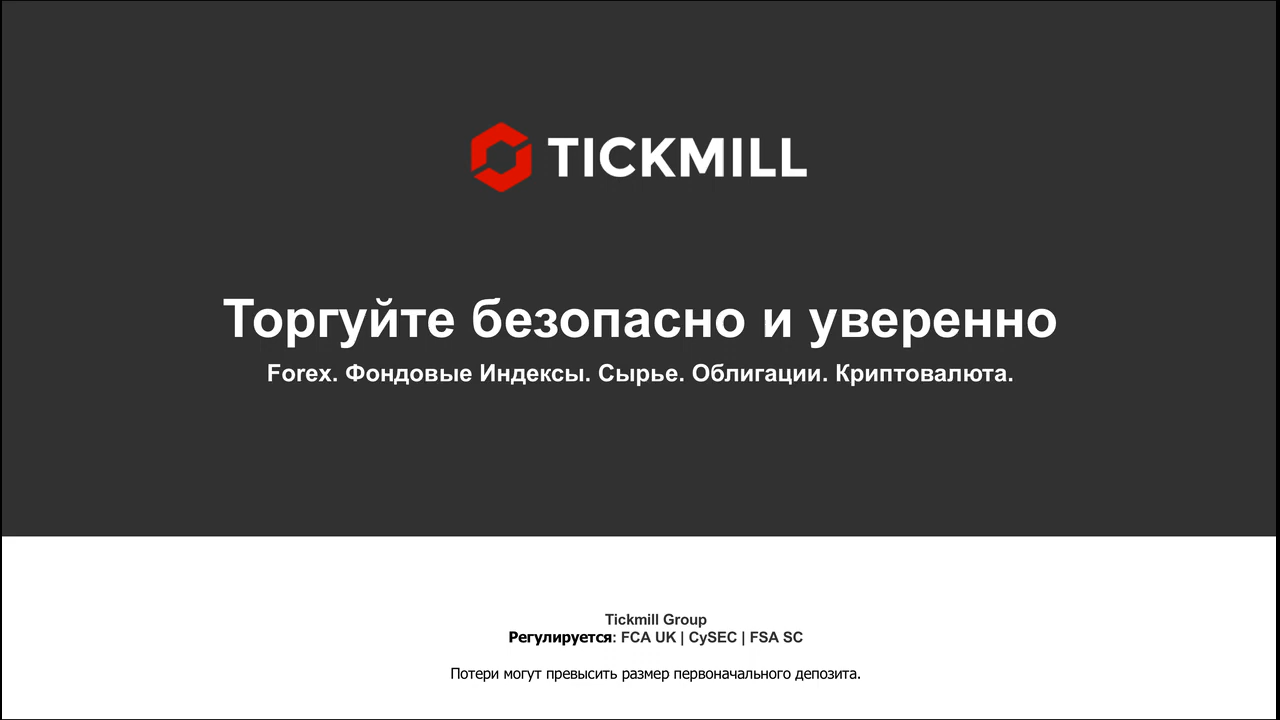 TICKMILL
Торгуйте безопасно и уверенно
Forex. Фондовые Индексы. Сырье. Облигации. Криптовалюта.
Tickmill Group
Регулируется: FCA UK | CySEC | FSA SC
Потери могут превысить размер первоначального депозита.